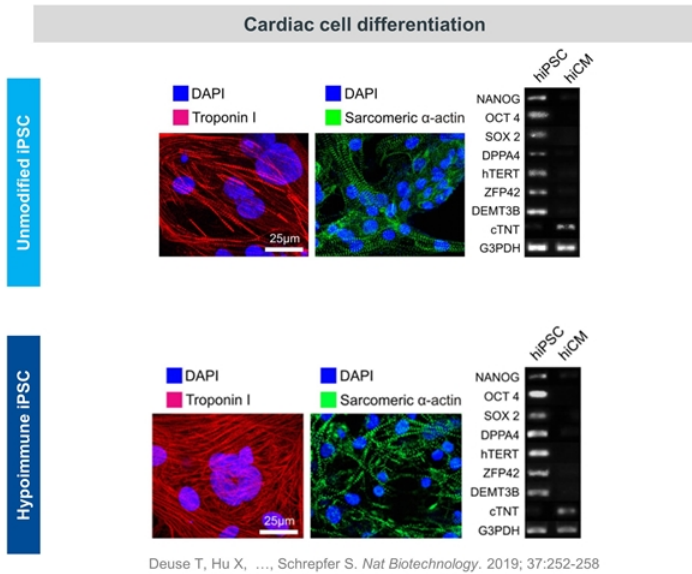 Cardiac cell differentiation
Unmodified iPSC
DAPI
Troponin I
DAPI
Sarcomeric α-actin
25μm
hiPSC
hiCM
NANOG
OCT 4
SOX 2
DPPA4
hTERT
ZFP42
DEMT3B
cTNT
G3PDH
Hypoimmune iPSC
DAPI
Troponin I
DAPI
Sarcomeric α-actin
25μm
hiPSC
hiCM
NANOG
OCT 4
SOX 2
DPPA4
hTERT
ZFP42
DEMT3B
cTNT
G3PDH
Deuse T, Hu X, …, Schrepfer S. Nat Biotechnology. 2019; 37:252-258